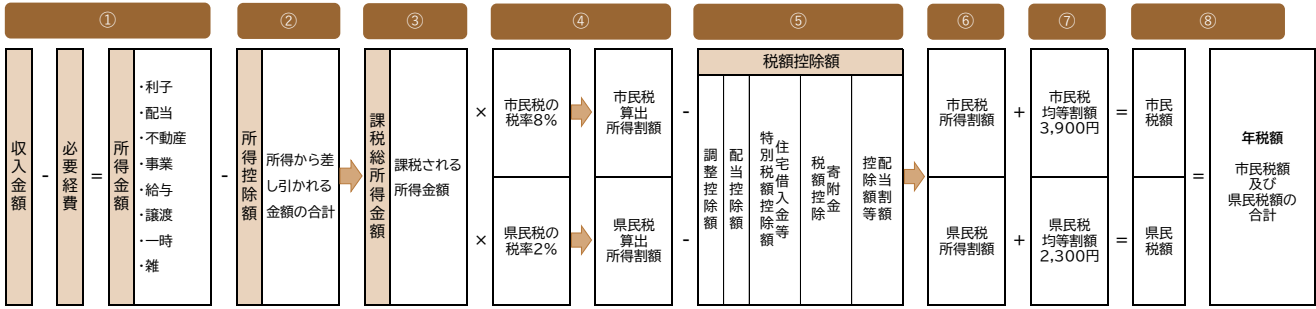 ①
②
③
④
⑤
⑥
⑦
⑧
収入金額
-
必要経費
=
所得金額
・利子
・配当
・不動産
・事業
・給与
・譲渡
・一時
・雑
-
所得控除額
所得から差
し引かれる
金額の合計
課税総所得金額
課税される
所得金額
×
市民税の
税率8%
市民税
算出
所得割額
-
×
県民税の
税率2%
県民税
算出
所得割額
-
税額控除額
調整控除額
配当控除額
住宅借入金等
特別税額控除額
寄附金
税額控除
配当割額
控除額等
市民税
所得割額
+
市民税
均等割額
3,900円
=
市民
税額
県民税
所得割額
+
県民税
均等割額
2,300円
=
県民
税額
=
年税額
市民税額
及び
県民税額の
合計